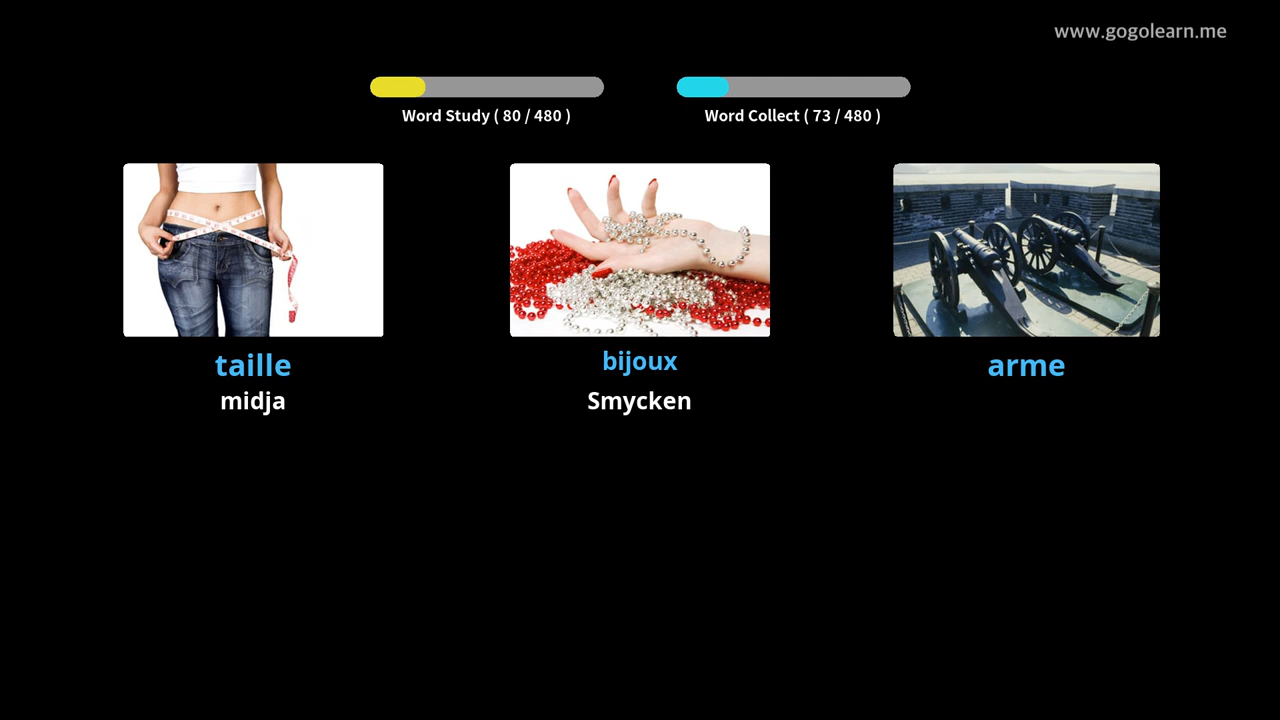 www.gogolearn.me
Word Study ( 80 / 480 )
Word Collect ( 73 / 480 )
taille
midja
bijoux
Smycken
arme